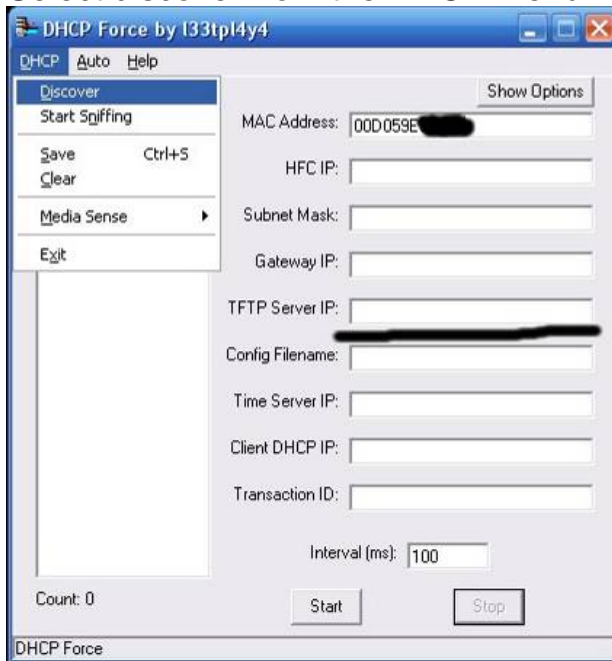 DHCP Force by l33tpl4y4
DHCP Auto Help
Discover
Start Sniffing
Save Ctrl+S
Clear
Media Sense
Exit
Show Options
MAC Address: 00D059E
HFC IP:
Subnet Mask:
Gateway IP:
TFTP Server IP:
Config Filename:
Time Server IP:
Client DHCP IP:
Transaction ID:
Interval (ms): 100
Count: 0
Start
Stop
DHCP Force